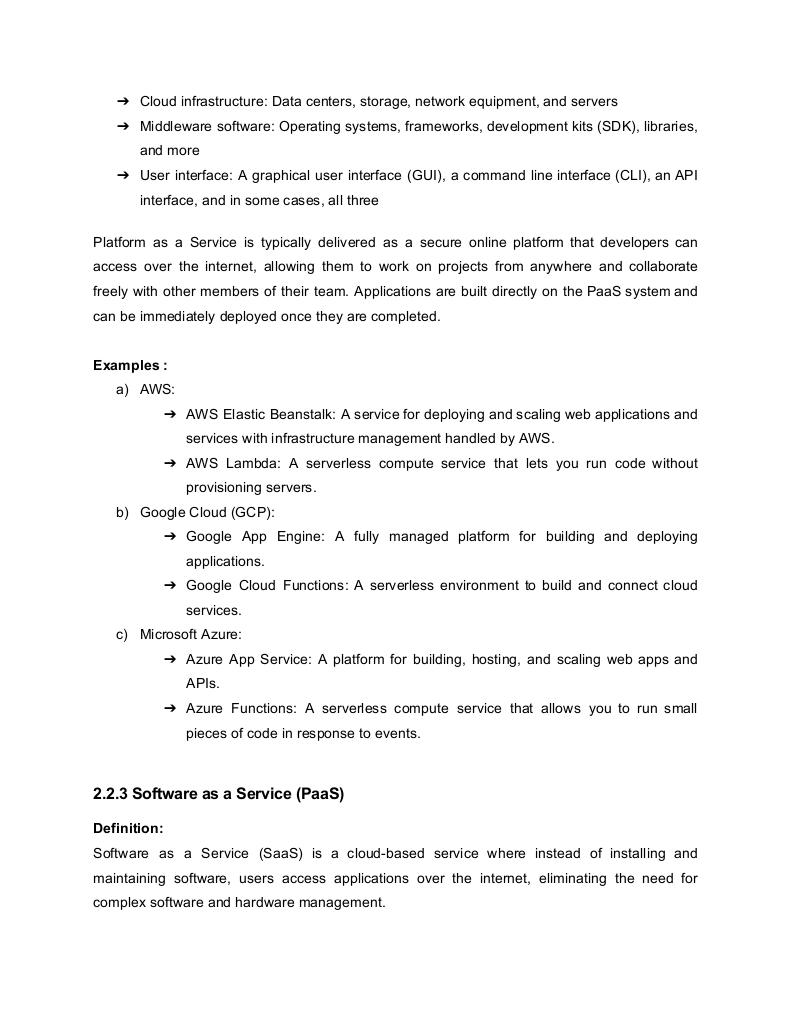 ➔ Cloud infrastructure: Data centers, storage, network equipment, and servers
➔ Middleware software: Operating systems, frameworks, development kits (SDK), libraries,
and more
➔ User interface: A graphical user interface (GUI), a command line interface (CLI), an API
interface, and in some cases, all three
Platform as a Service is typically delivered as a secure online platform that developers can
access over the internet, allowing them to work on projects from anywhere and collaborate
freely with other members of their team. Applications are built directly on the PaaS system and
can be immediately deployed once they are completed.
Examples :
a) AWS:
➔ AWS Elastic Beanstalk: A service for deploying and scaling web applications and
services with infrastructure management handled by AWS.
➔ AWS Lambda: A serverless compute service that lets you run code without
provisioning servers.
b) Google Cloud (GCP):
➔ Google App Engine: A fully managed platform for building and deploying
applications.
➔ Google Cloud Functions: A serverless environment to build and connect cloud
services.
c) Microsoft Azure:
➔ Azure App Service: A platform for building, hosting, and scaling web apps and
APIs.
➔ Azure Functions: A serverless compute service that allows you to run small
pieces of code in response to events.
2.2.3 Software as a Service (PaaS)
Definition:
Software as a Service (SaaS) is a cloud-based service where instead of installing and
maintaining software, users access applications over the internet, eliminating the need for
complex software and hardware management.